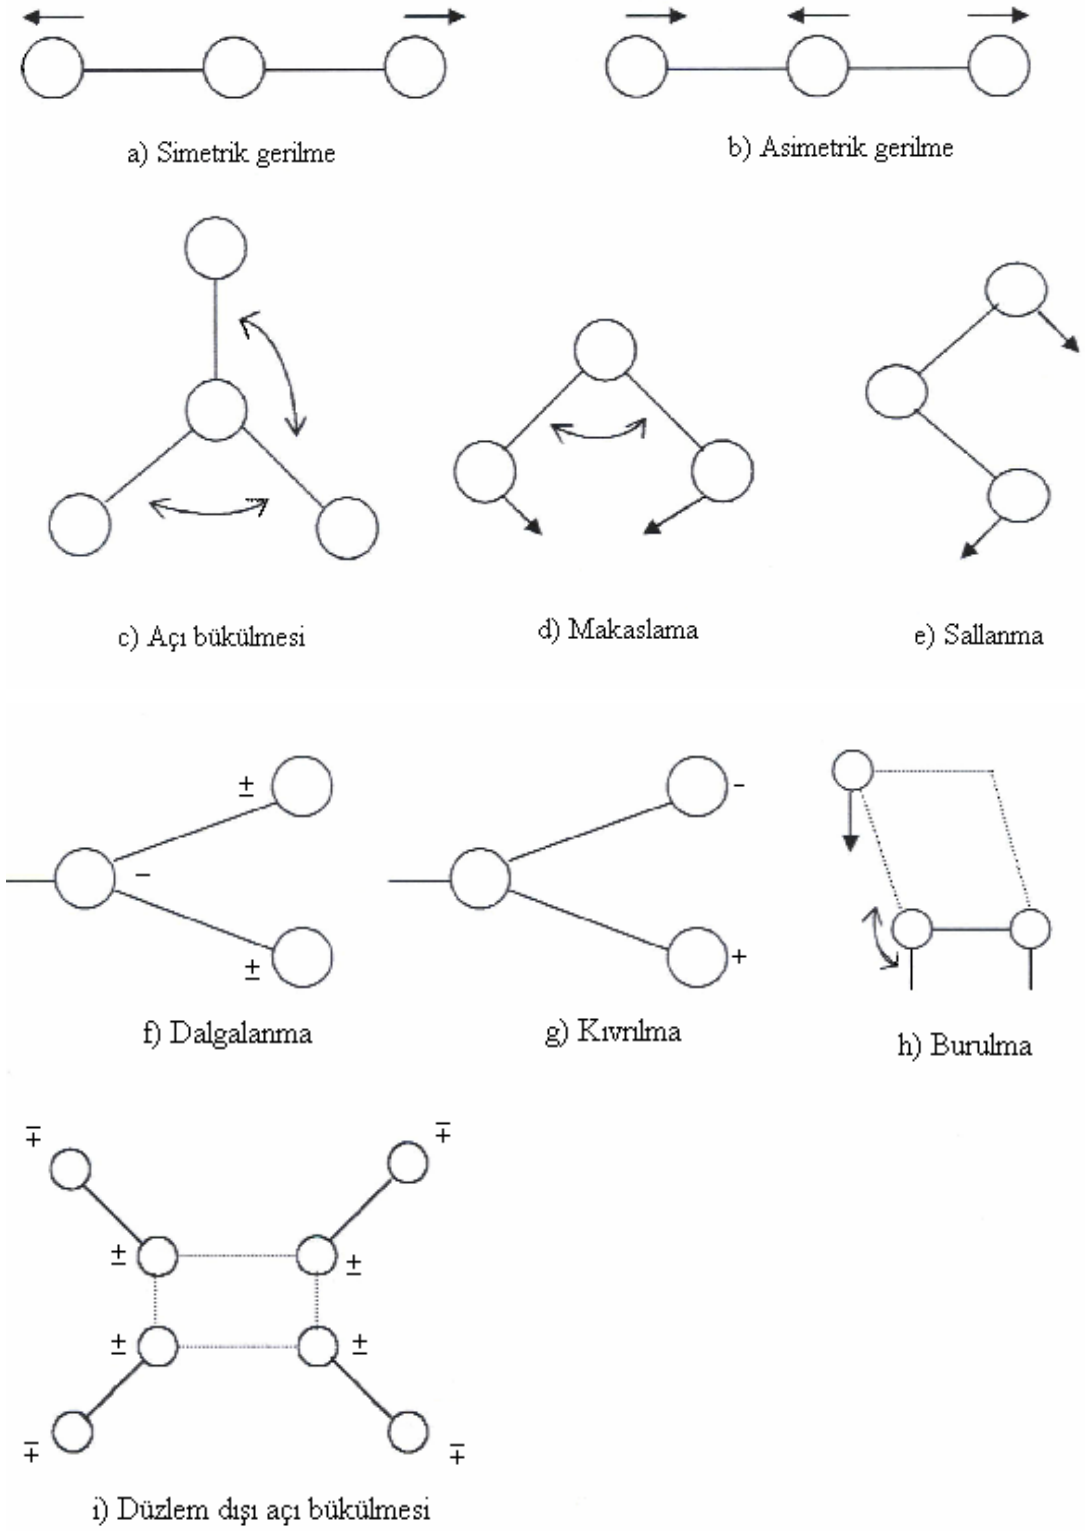 a) Simetrik gerilme
b) Asimetrik gerilme
c) Açı bükülmesi
d) Makaslama
e) Sallanma
±
−
±
-
+
f) Dalgalanma
g) Kıvrılma
h) Burulma
∓
∓
±
±
±
±
∓
∓
i) Düzlem dışı açı bükülmesi